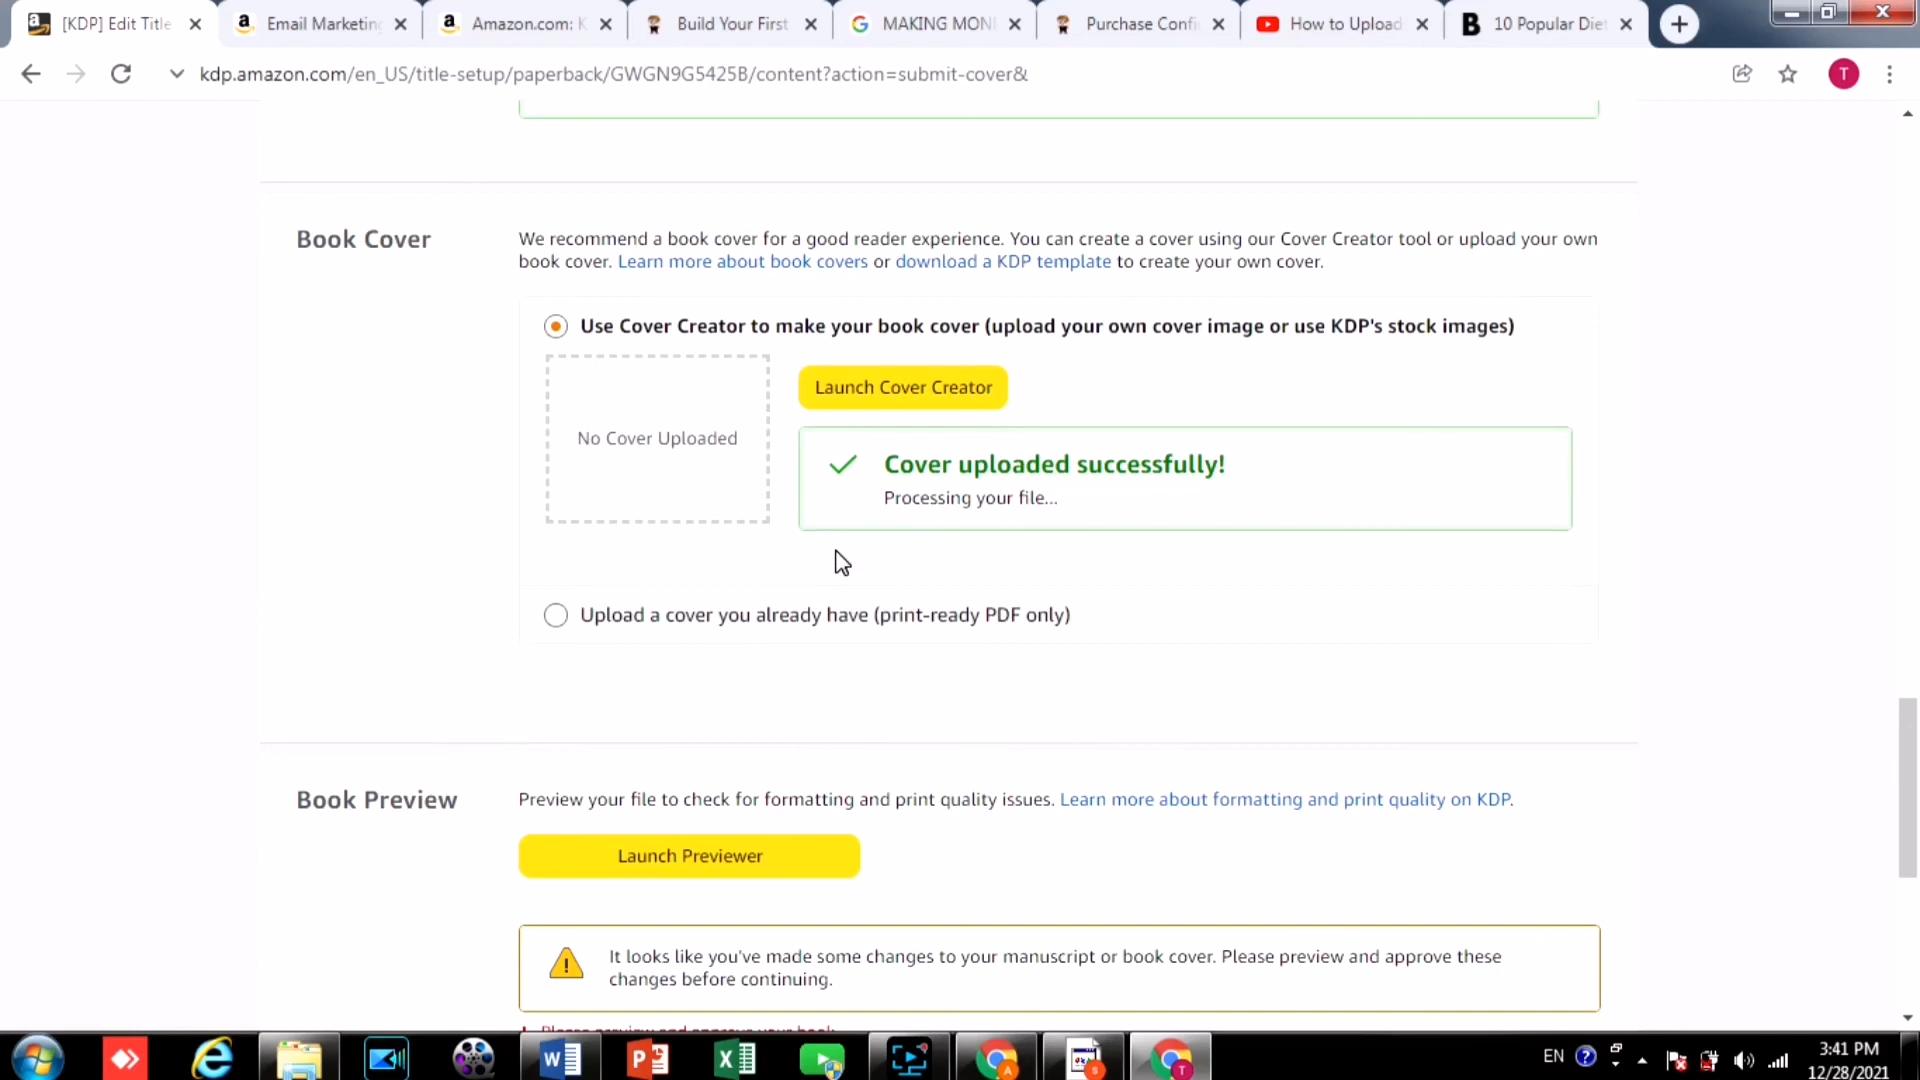 [KDP] Edit Title
Email Marketing
Amazon.com: K
Build Your First
MAKING MON
Purchase Confi
How to Upload
10 Popular Die
kdp.amazon.com/en_US/title-setup/paperback/GWGN9G5425B/content?action=submit-cover&
T
Book Cover
We recommend a book cover for a good reader experience. You can create a cover using our Cover Creator tool or upload your own
book cover. Learn more about book covers or download a KDP template to create your own cover.
Use Cover Creator to make your book cover (upload your own cover image or use KDP's stock images)
Launch Cover Creator
No Cover Uploaded
Cover uploaded successfully!
Processing your file...
Upload a cover you already have (print-ready PDF only)
Book Preview
Preview your file to check for formatting and print quality issues. Learn more about formatting and print quality on KDP.
Launch Previewer
It looks like you've made some changes to your manuscript or book cover. Please preview and approve these
changes before continuing.
Please preview and approve your book
EN
3:41 PM
12/28/2021